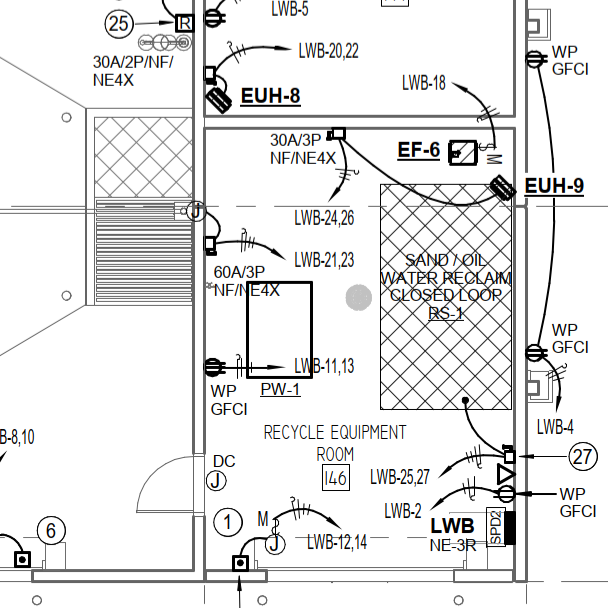 LWB-5
25
R
30A/2P/NF/
NE4X
LWB-20,22
EUH-8
WP
GFCI
LWB-18
30A/3P
NF/NE4X
EF-6
S
M
EUH-9
LWB-24,26
J
LWB-21,23
60A/3P
NF/NE4X
SAND / OIL
WATER RECLAIM
CLOSED LOOP
RS-1
WP
GFCI
LWB-11,13
WP
GFCI
PW-1
LWB-4
RECYCLE EQUIPMENT
ROOM
146
B-8,10
DC
J
LWB-25,27
27
LWB-2
WP
GFCI
6
1
M
J
LWB-12,14
LWB
NE-3R
SPD2